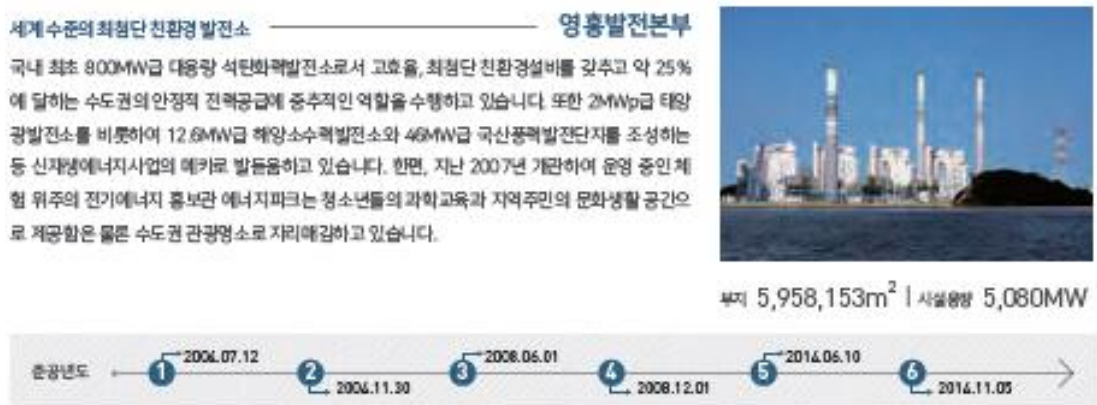 세계 수준의 최첨단 친환경 발전소
영흥발전본부
국내 최초 800MW급 대용량 석탄화력발전소로서 고효율, 최첨단 친환경설비를 갖추고 약 25%
에 달하는 수도권의 안정적 전력공급에 중추적인 역할을 수행하고 있습니다. 또한 2MWp급 태양
광발전소를 비롯하여 12.6MW급 해양소수력발전소와 46MW급 국산풍력발전단지를 조성하는
등 신재생에너지사업의 메카로 발돋움하고 있습니다. 한편, 지난 2007년 개관하여 운영 중인 체
험 위주의 전기에너지 홍보관 에너지파크는 청소년들의 과학교육과 지역주민의 문화생활 공간으
로 제공함은 물론 수도권 관광명소로 자리매김하고 있습니다.
부지 5,958,153m² | 시설용량 5,080MW
준공년도
1 2004.07.12
2 2004.11.30
3 2008.06.01
4 2008.12.01
5 2014.06.10
6 2014.11.05